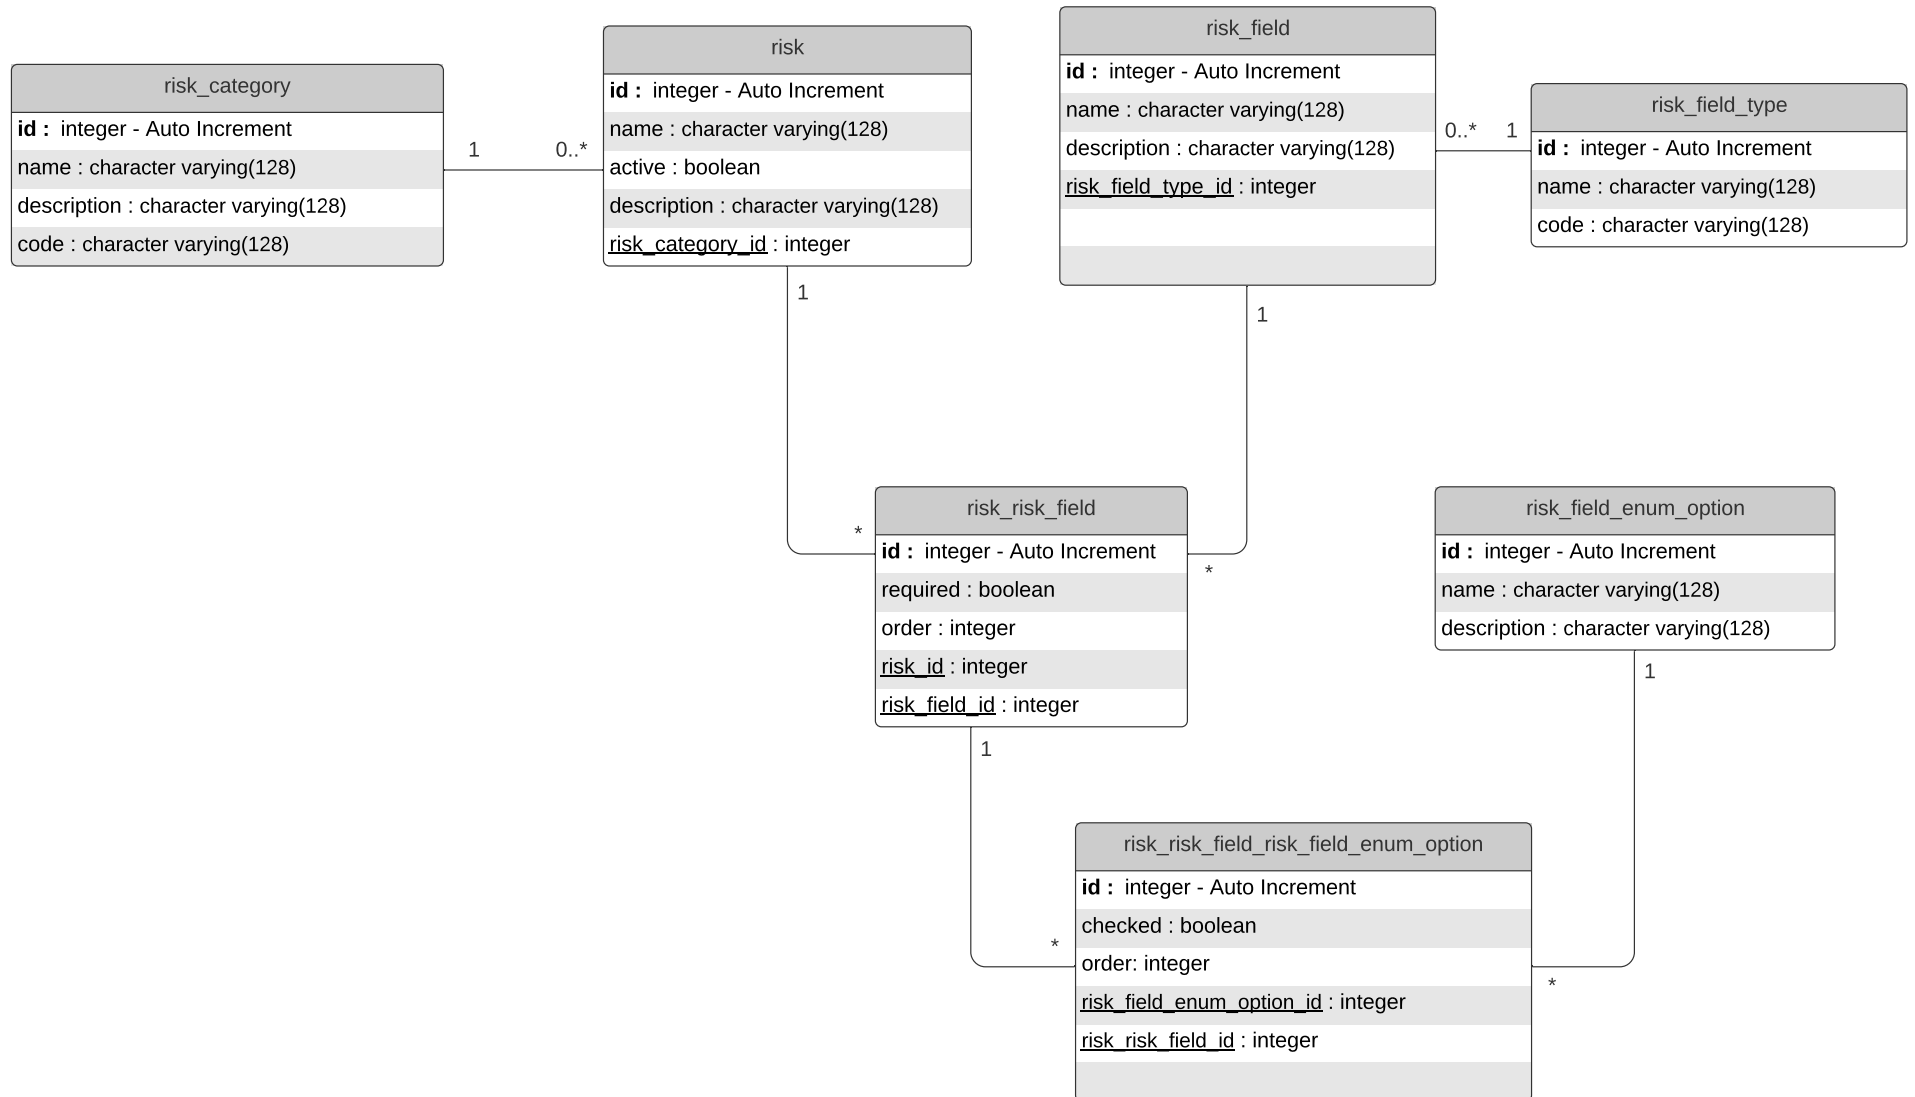 risk_category
id : integer - Auto Increment
name : character varying(128)
description : character varying(128)
code : character varying(128)
1
0..*
risk
id : integer - Auto Increment
name : character varying(128)
active : boolean
description : character varying(128)
risk_category_id : integer
1
risk_field
id : integer - Auto Increment
name : character varying(128)
description : character varying(128)
risk_field_type_id : integer
1
0..*
1
risk_field_type
id : integer - Auto Increment
name : character varying(128)
code : character varying(128)
*
risk_risk_field
id : integer - Auto Increment
required : boolean
order : integer
risk_id : integer
risk_field_id : integer
*
1
risk_field_enum_option
id : integer - Auto Increment
name : character varying(128)
description : character varying(128)
1
*
risk_risk_field_risk_field_enum_option
id : integer - Auto Increment
checked : boolean
order: integer
risk_field_enum_option_id : integer
risk_risk_field_id : integer
*